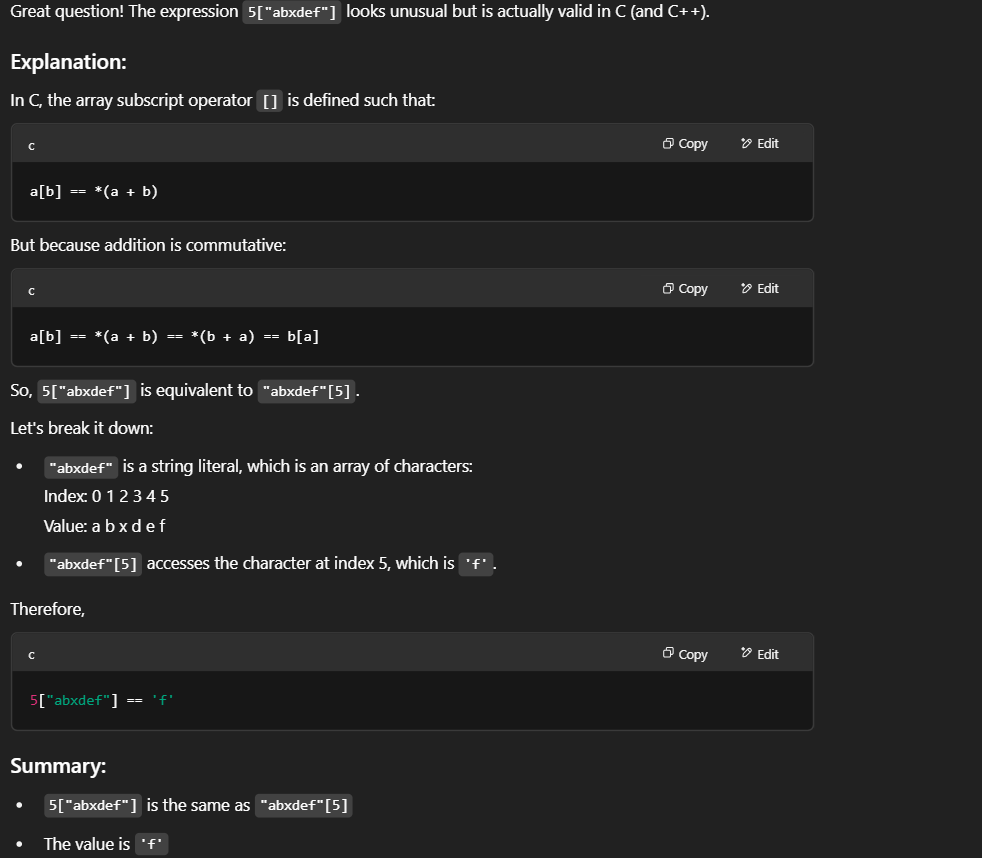 Great question! The expression 5["abxdef"] looks unusual but is actually valid in C (and C++).
Explanation:
In C, the array subscript operator [] is defined such that:
c Copy Edit
a[b] == *(a + b)
But because addition is commutative:
c Copy Edit
a[b] == *(a + b) == *(b + a) == b[a]
So, 5["abxdef"] is equivalent to "abxdef"[5].
Let's break it down:
• "abxdef" is a string literal, which is an array of characters:
Index: 0 1 2 3 4 5
Value: a b x d e f
• "abxdef"[5] accesses the character at index 5, which is 'f'.
Therefore,
c Copy Edit
5["abxdef"] == 'f'
Summary:
• 5["abxdef"] is the same as "abxdef"[5]
• The value is 'f'